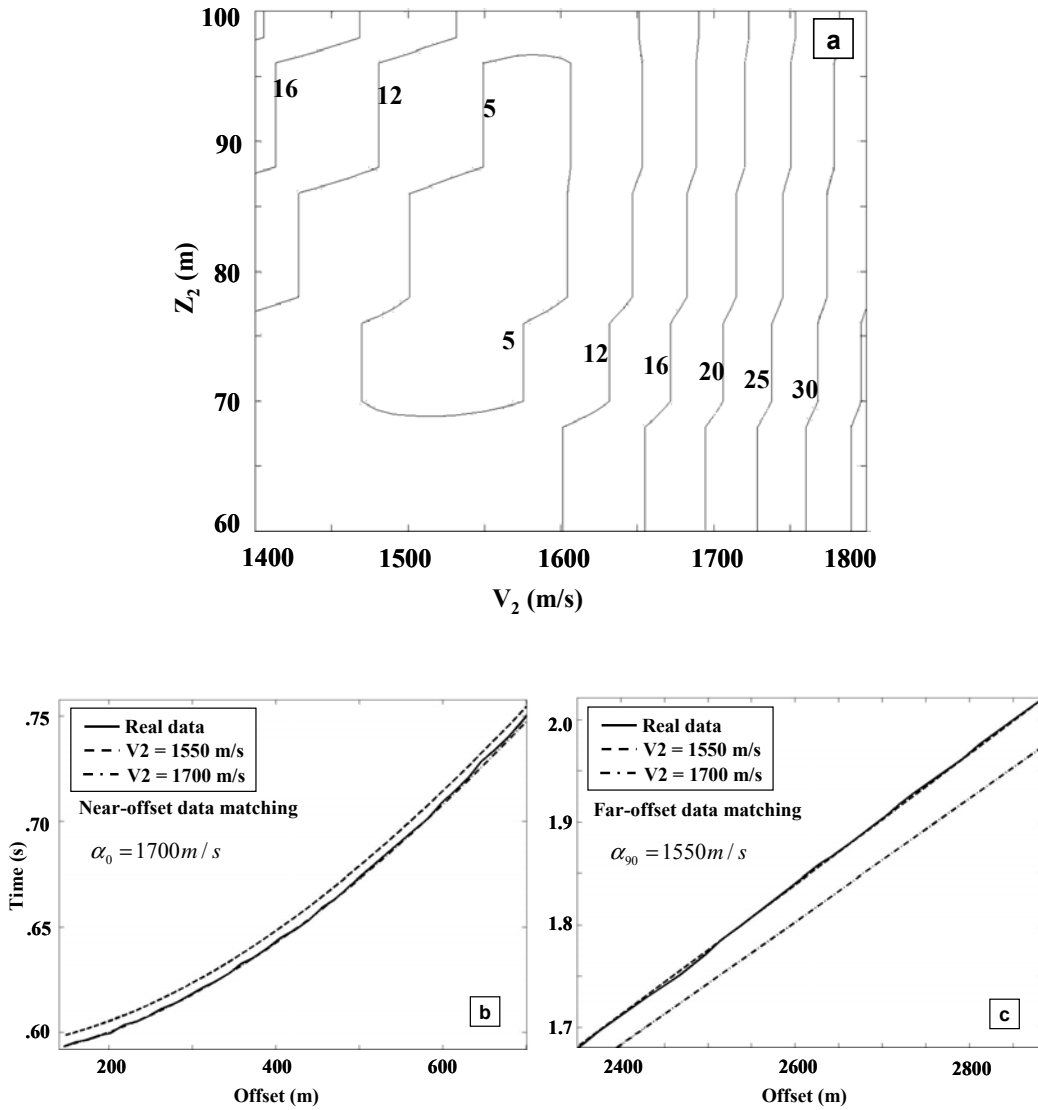 100
a
16
12
5
90
Z2 (m)
80
5
12
16
20
25
30
70
60
1400
1500
1600
1700
1800
V2 (m/s)
.75
Real data
V2 = 1550 m/s
V2 = 1700 m/s
Near-offset data matching
α0 = 1700m / s
.70
Time (s)
.65
.60
b
200
400
600
Offset (m)
2.0
Real data
V2 = 1550 m/s
V2 = 1700 m/s
Far-offset data matching
α90 = 1550m / s
1.9
1.8
1.7
c
2400
2600
2800
Offset (m)